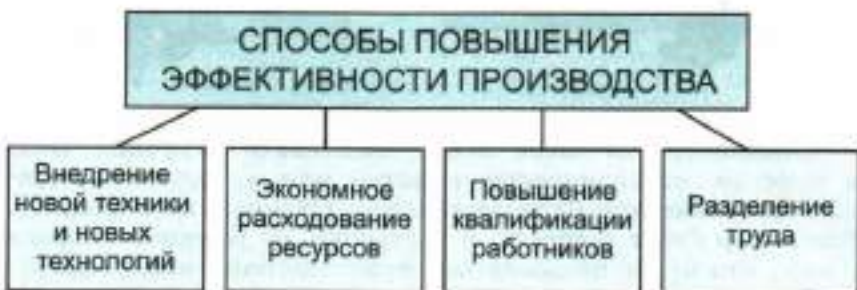 СПОСОБЫ ПОВЫШЕНИЯ
ЭФФЕКТИВНОСТИ ПРОИЗВОДСТВА
Внедрение
новой техники
и новых
технологий
Экономное
расходование
ресурсов
Повышение
квалификации
работников
Разделение
труда